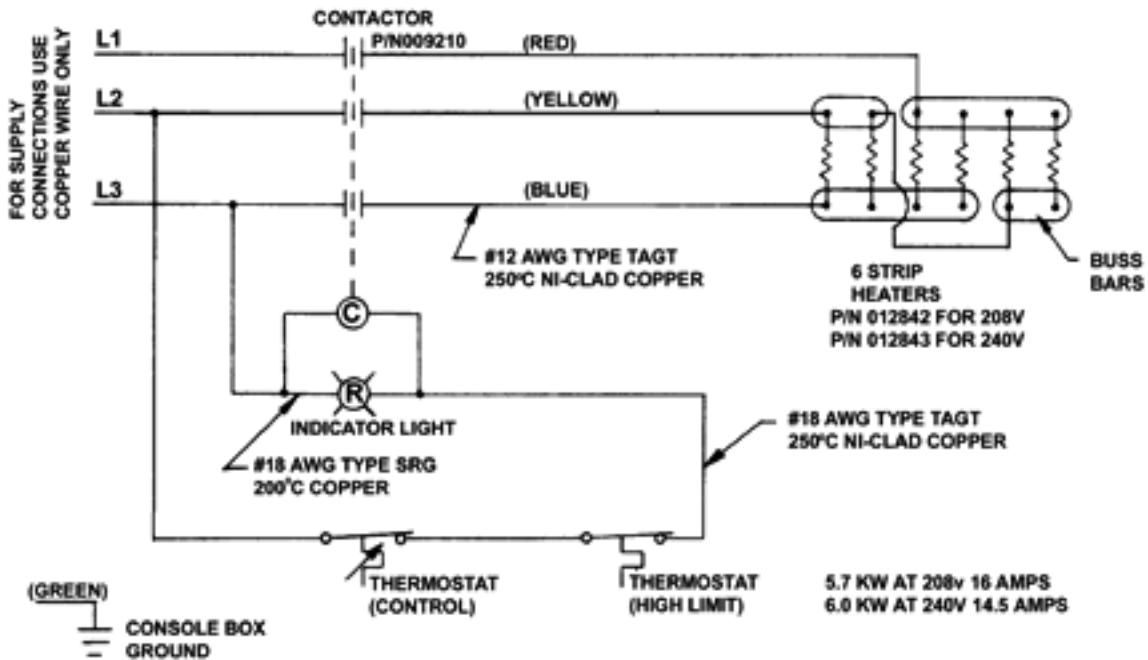 FOR SUPPLY
CONNECTIONS USE
COPPER WIRE ONLY
CONTACTOR
P/N009210
L1
(RED)
L2
(YELLOW)
L3
(BLUE)
#12 AWG TYPE TAGT
250°C NI-CLAD COPPER
BUSS
BARS
6 STRIP
HEATERS
P/N 012842 FOR 208V
P/N 012843 FOR 240V
C
R
INDICATOR LIGHT
#18 AWG TYPE TAGT
250°C NI-CLAD COPPER
#18 AWG TYPE SRG
200°C COPPER
THERMOSTAT
(CONTROL)
THERMOSTAT
(HIGH LIMIT)
5.7 KW AT 208v 16 AMPS
6.0 KW AT 240V 14.5 AMPS
(GREEN)
CONSOLE BOX
GROUND